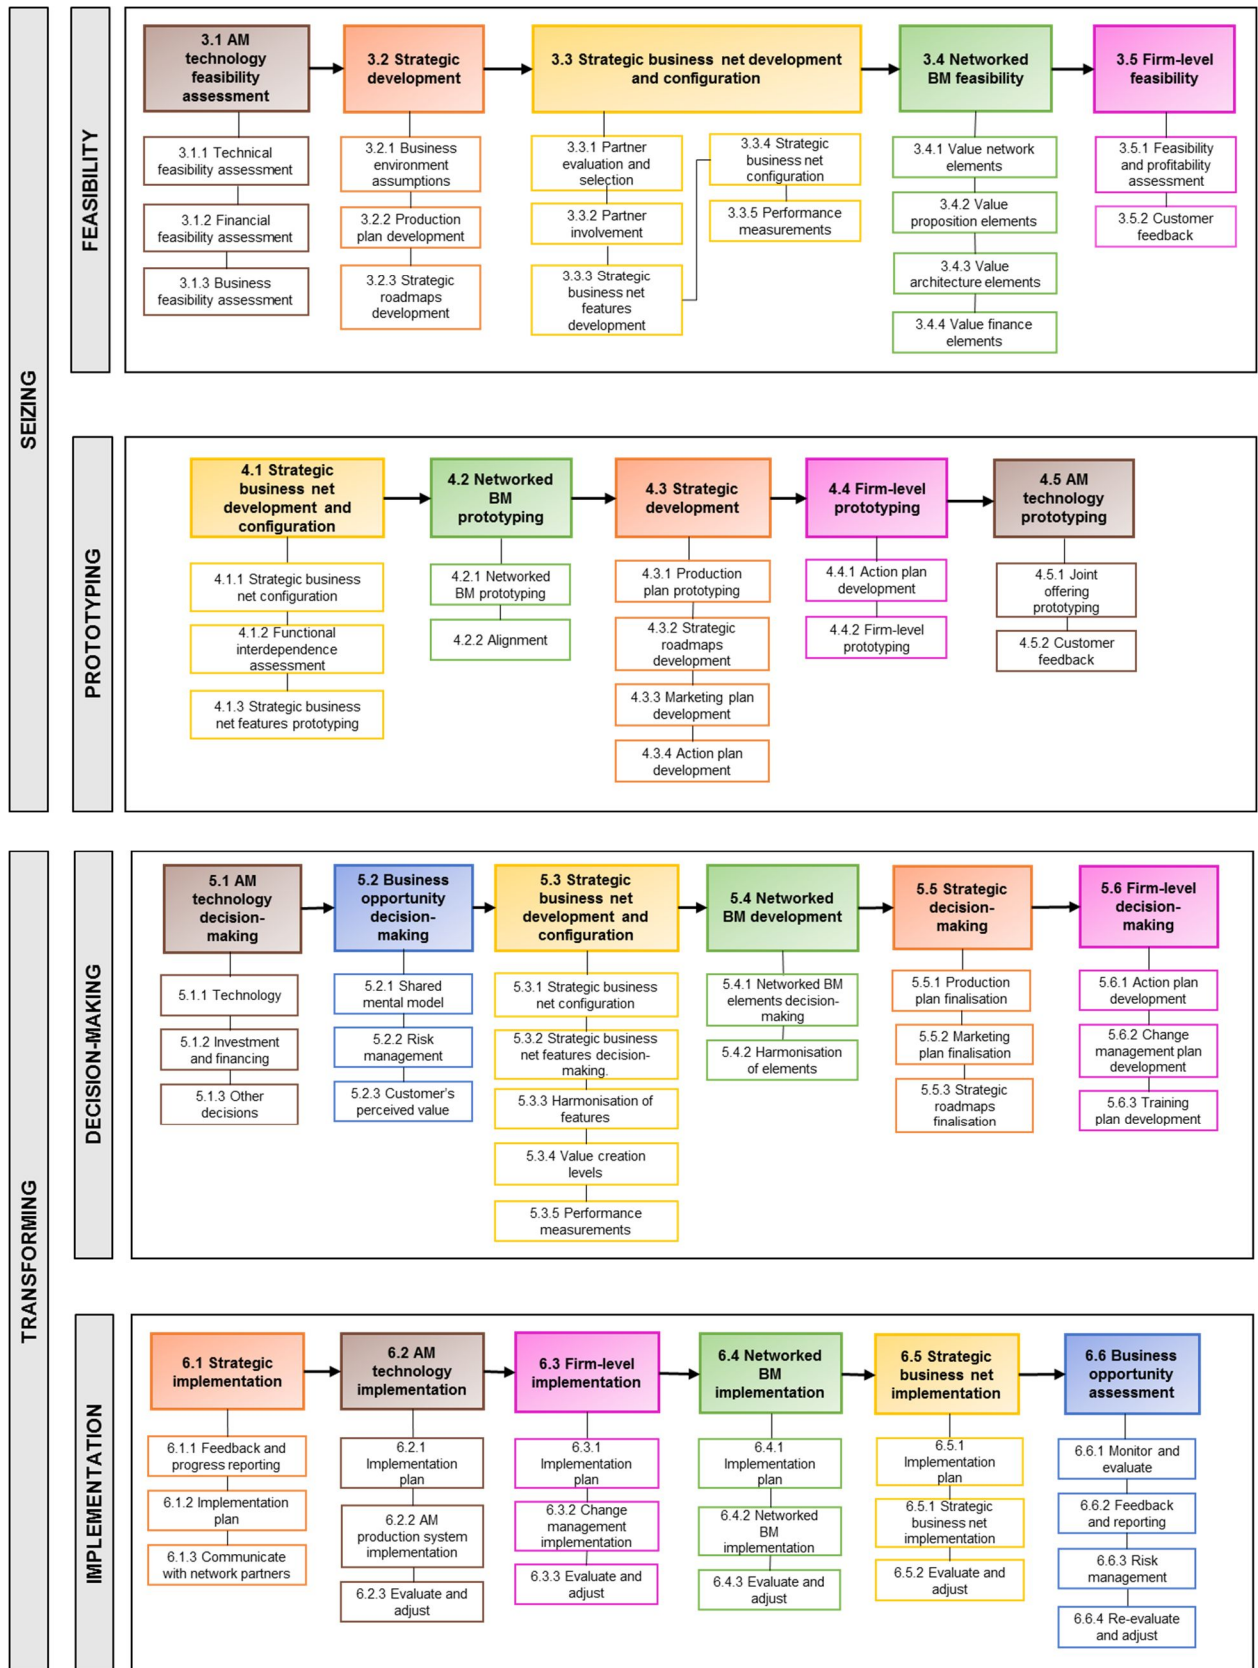 SEIZING
FEASIBILITY
3.1 AM
technology
feasibility
assessment
3.1.1 Technical
feasibility assessment
3.1.2 Financial
feasibility assessment
3.1.3 Business
feasibility assessment
3.2 Strategic
development
3.2.1 Business
environment
assumptions
3.2.2 Production
plan development
3.2.3 Strategic
roadmaps
development
3.3 Strategic business net development
and configuration
3.3.1 Partner
evaluation and
selection
3.3.2 Partner
involvement
3.3.3 Strategic
business net
features
development
3.3.4 Strategic
business net
configuration
3.3.5 Performance
measurements
3.4 Networked
BM feasibility
3.4.1 Value network
elements
3.4.2 Value
proposition elements
3.4.3 Value
architecture elements
3.4.4 Value finance
elements
3.5 Firm-level
feasibility
3.5.1 Feasibility
and profitability
assessment
3.5.2 Customer
feedback
PROTOTYPING
4.1 Strategic
business net
development and
configuration
4.1.1 Strategic business
net configuration
4.1.2 Functional
interdependence
assessment
4.1.3 Strategic business
net features prototyping
4.2 Networked
BM
prototyping
4.2.1 Networked
BM prototyping
4.2.2 Alignment
4.3 Strategic
development
4.3.1 Production
plan prototyping
4.3.2 Strategic
roadmaps
development
4.3.3 Marketing plan
development
4.3.4 Action plan
development
4.4 Firm-level
prototyping
4.4.1 Action plan
development
4.4.2 Firm-level
prototyping
4.5 AM
technology
prototyping
4.5.1 Joint
offering
prototyping
4.5.2 Customer
feedback
TRANSFORMING
DECISION-MAKING
5.1 AM
technology
decision-
making
5.1.1 Technology
5.1.2 Investment
and financing
5.1.3 Other
decisions
5.2 Business
opportunity
decision-
making
5.2.1 Shared
mental model
5.2.2 Risk
management
5.2.3 Customer's
perceived value
5.3 Strategic
business net
development and
configuration
5.3.1 Strategic business
net configuration
5.3.2 Strategic business
net features decision-
making.
5.3.3 Harmonisation of
features
5.3.4 Value creation
levels
5.3.5 Performance
measurements
5.4 Networked
BM development
5.4.1 Networked BM
elements decision-
making
5.4.2 Harmonisation
of elements
5.5 Strategic
decision-
making
5.5.1 Production
plan finalisation
5.5.2 Marketing
plan finalisation
5.5.3 Strategic
roadmaps
finalisation
5.6 Firm-level
decision-
making
5.6.1 Action plan
development
5.6.2 Change
management plan
development
5.6.3 Training
plan development
IMPLEMENTATION
6.1 Strategic
implementation
6.1.1 Feedback and
progress reporting
6.1.2 Implementation
plan
6.1.3 Communicate
with network partners
6.2 AM
technology
implementation
6.2.1
Implementation
plan
6.2.2 AM
production system
implementation
6.2.3 Evaluate and
adjust
6.3 Firm-level
implementation
6.3.1
Implementation
plan
6.3.2 Change
management
implementation
6.3.3 Evaluate and
adjust
6.4 Networked
BM
implementation
6.4.1
Implementation
plan
6.4.2 Networked
BM
implementation
6.4.3 Evaluate and
adjust
6.5 Strategic
business net
implementation
6.5.1
Implementation
plan
6.5.1 Strategic
business net
implementation
6.5.2 Evaluate and
adjust
6.6 Business
opportunity
assessment
6.6.1 Monitor and
evaluate
6.6.2 Feedback
and reporting
6.6.3 Risk
management
6.6.4 Re-evaluate
and adjust